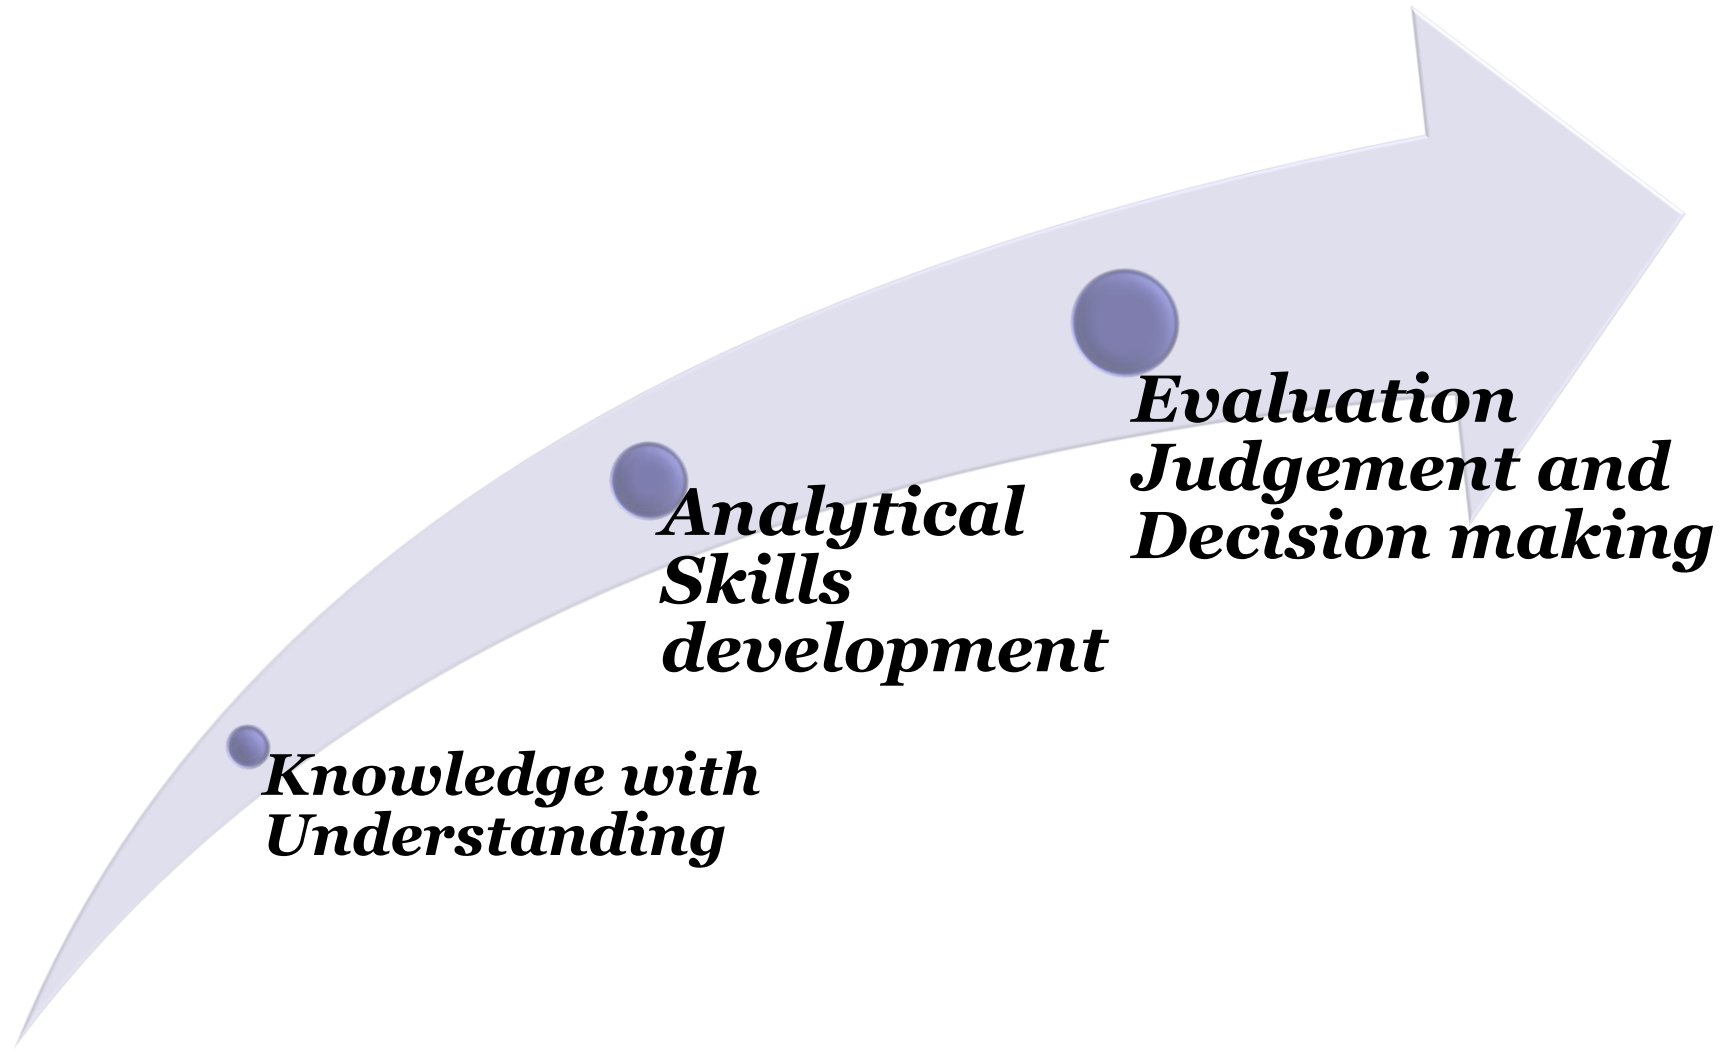 Evaluation
Judgement and
Decision making
Analytical
Skills
development
Knowledge with
Understanding